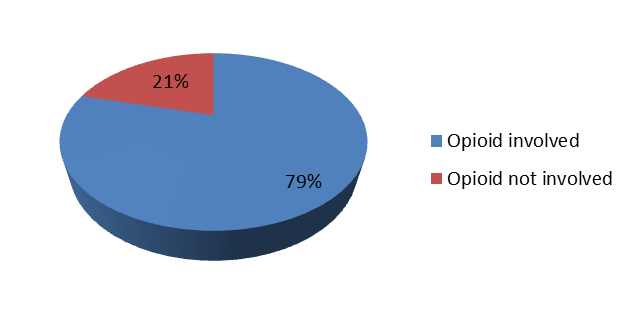 21%
79%
Opioid involved
Opioid not involved